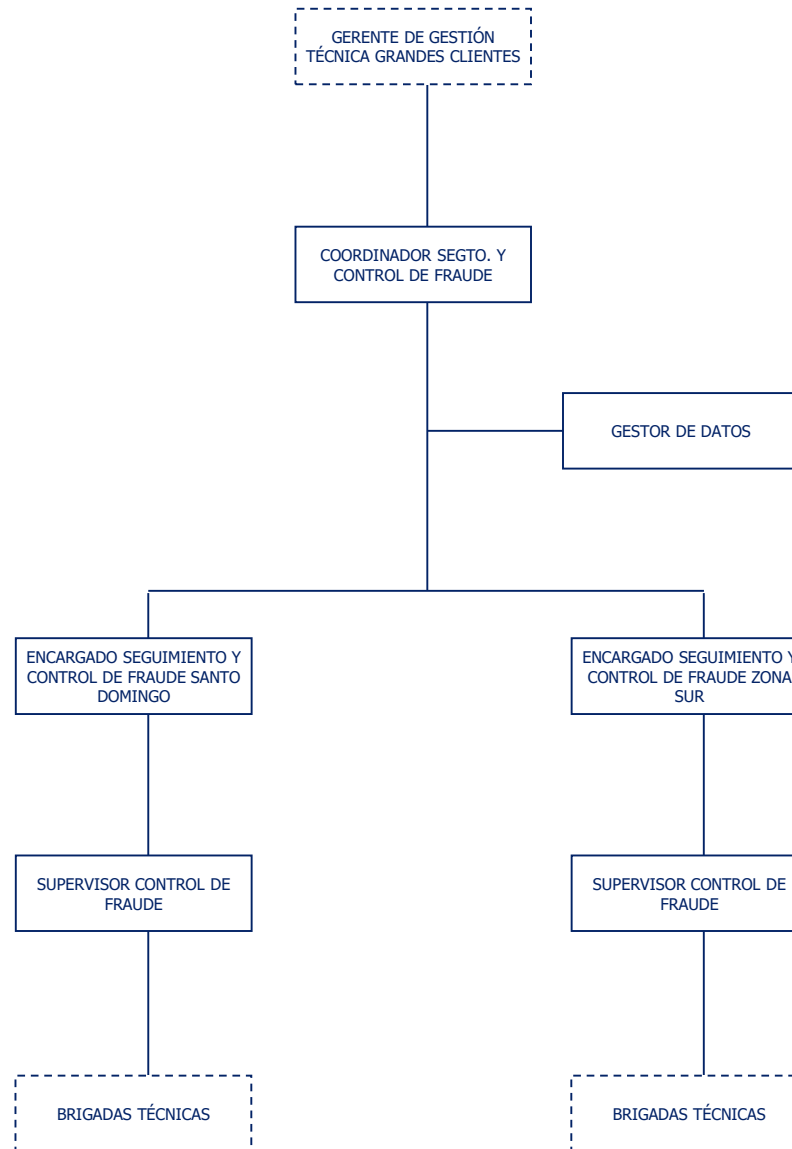 GERENTE DE GESTIÓN
TÉCNICA GRANDES CLIENTES
COORDINADOR SEGTO. Y
CONTROL DE FRAUDE
GESTOR DE DATOS
ENCARGADO SEGUIMIENTO Y
CONTROL DE FRAUDE SANTO
DOMINGO
ENCARGADO SEGUIMIENTO Y
CONTROL DE FRAUDE ZONA
SUR
SUPERVISOR CONTROL DE
FRAUDE
SUPERVISOR CONTROL DE
FRAUDE
BRIGADAS TÉCNICAS
BRIGADAS TÉCNICAS